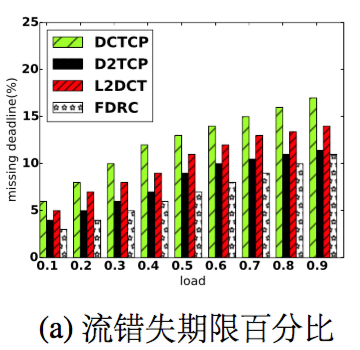 25
20
15
10
5
0
missing deadline(%)
DCTCP
D2TCP
L2DCT
FDRC
0.1 0.2 0.3 0.4 0.5 0.6 0.7 0.8 0.9
load
(a) 流错失期限百分比